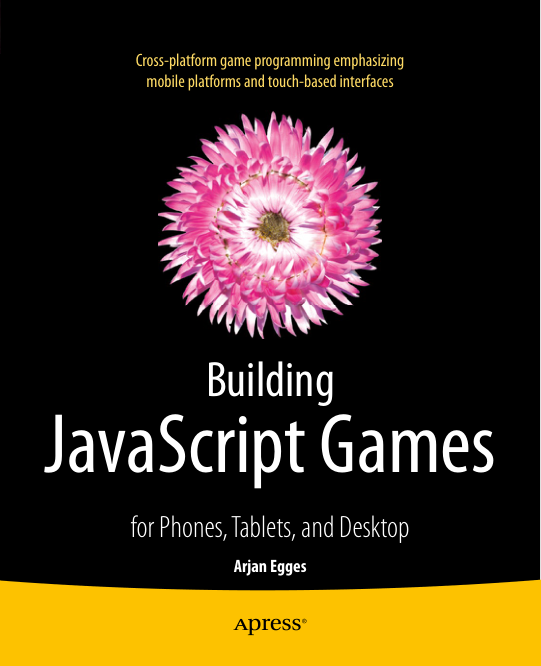 Cross-platform game programming emphasizing
mobile platforms and touch-based interfaces
Building
JavaScript Games
for Phones, Tablets, and Desktop
Arjan Egges
Apress®